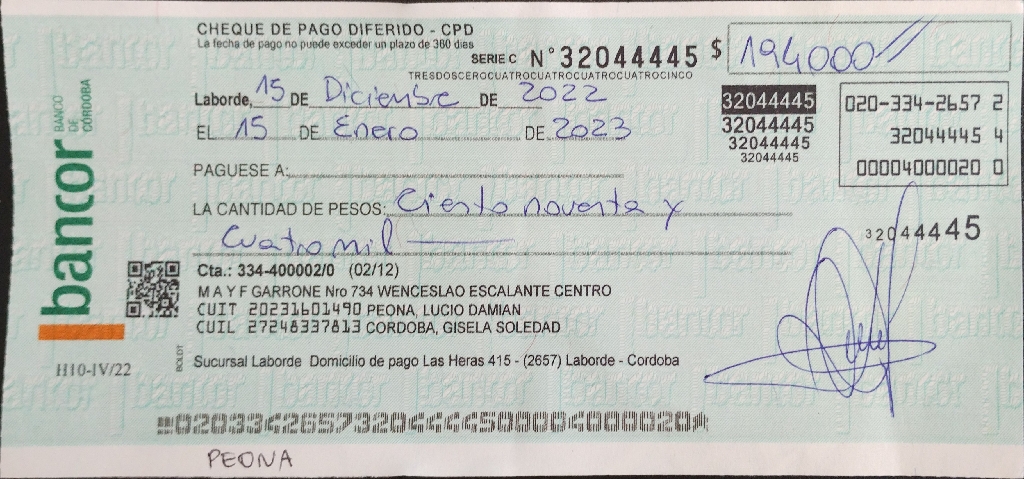 CHEQUE DE PAGO DIFERIDO - CPD
La fecha de pago no puede exceder un plazo de 360 dias
SERIE C N° 32044445 $ 194000//
TRESDOSCEROCUATROCUATROCUATROCUATROCINCO
Laborde, 15 DE Diciembre DE 2022
EL 15 DE Enero DE 2023
32044445
32044445
32044445
32044445
020-334-2657 2
32044445 4
00004000020 0
PAGUESE A:
LA CANTIDAD DE PESOS: Ciento noventa y
cuatro mil
32044445
bancor
BANCO
DE
CÓRDOBA
Cta.: 334-400002/0 (02/12)
M A Y F GARRONE Nro 734 WENCESLAO ESCALANTE CENTRO
CUIT 20231601490 PEONA, LUCIO DAMIAN
CUIL 27248337813 CORDOBA, GISELA SOLEDAD
Sucursal Laborde Domicilio de pago Las Heras 415 - (2657) Laborde - Cordoba
H10-IV/22
BOLDT
02033426573204444500004000020
PEONA